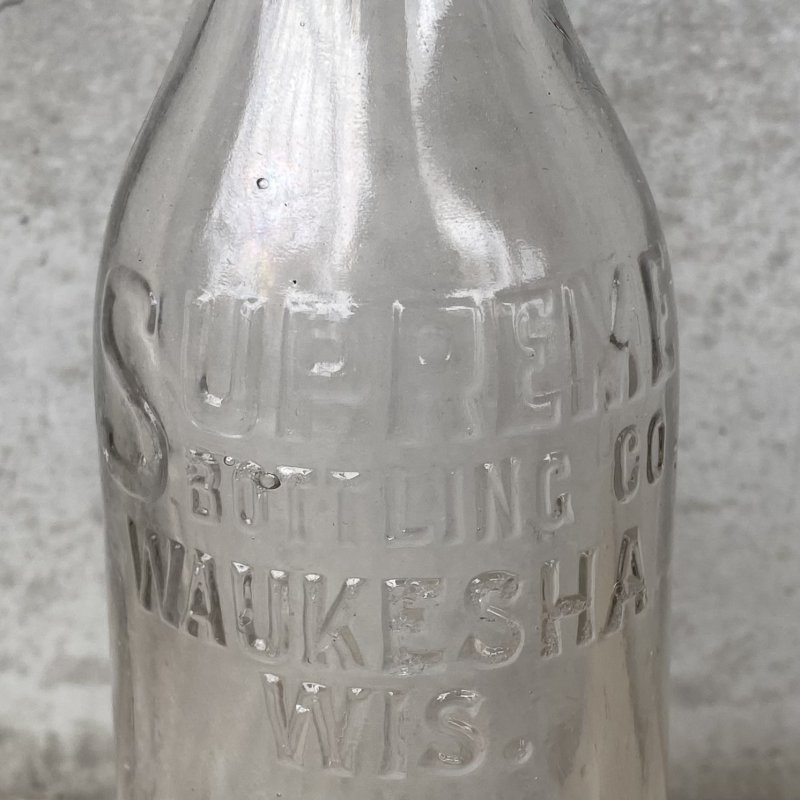 SUPREME
BOTTLING CO.
WAUKESHA,
WIS.